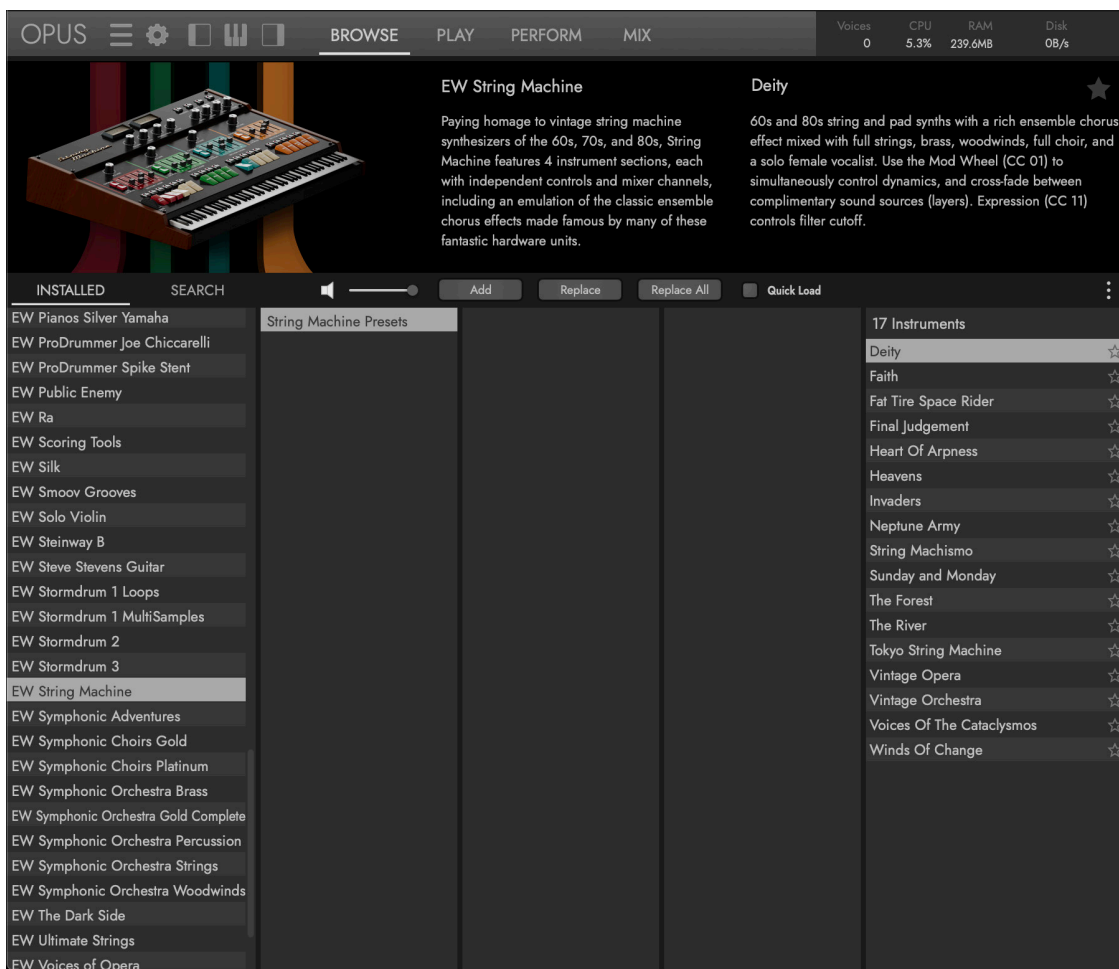 OPUS
BROWSE
PLAY
PERFORM
MIX
Voices
0
CPU
5.3%
RAM
239.6MB
Disk
0B/s
EW String Machine
Paying homage to vintage string machine
synthesizers of the 60s, 70s, and 80s, String
Machine features 4 instrument sections, each
with independent controls and mixer channels,
including an emulation of the classic ensemble
chorus effects made famous by many of these
fantastic hardware units.
Deity
60s and 80s string and pad synths with a rich ensemble chorus
effect mixed with full strings, brass, woodwinds, full choir, and
a solo female vocalist. Use the Mod Wheel (CC 01) to
simultaneously control dynamics, and cross-fade between
complimentary sound sources (layers). Expression (CC 11)
controls filter cutoff.
INSTALLED
SEARCH
Add
Replace
Replace All
Quick Load
EW Pianos Silver Yamaha
EW ProDrummer Joe Chiccarelli
EW ProDrummer Spike Stent
EW Public Enemy
EW Ra
EW Scoring Tools
EW Silk
EW Smoov Grooves
EW Solo Violin
EW Steinway B
EW Steve Stevens Guitar
EW Stormdrum 1 Loops
EW Stormdrum 1 MultiSamples
EW Stormdrum 2
EW Stormdrum 3
EW String Machine
EW Symphonic Adventures
EW Symphonic Choirs Gold
EW Symphonic Choirs Platinum
EW Symphonic Orchestra Brass
EW Symphonic Orchestra Gold Complete
EW Symphonic Orchestra Percussion
EW Symphonic Orchestra Strings
EW Symphonic Orchestra Woodwinds
EW The Dark Side
EW Ultimate Strings
EW Voices of Opera
String Machine Presets
17 Instruments
Deity
Faith
Fat Tire Space Rider
Final Judgement
Heart Of Arpness
Heavens
Invaders
Neptune Army
String Machismo
Sunday and Monday
The Forest
The River
Tokyo String Machine
Vintage Opera
Vintage Orchestra
Voices Of The Cataclysmos
Winds Of Change